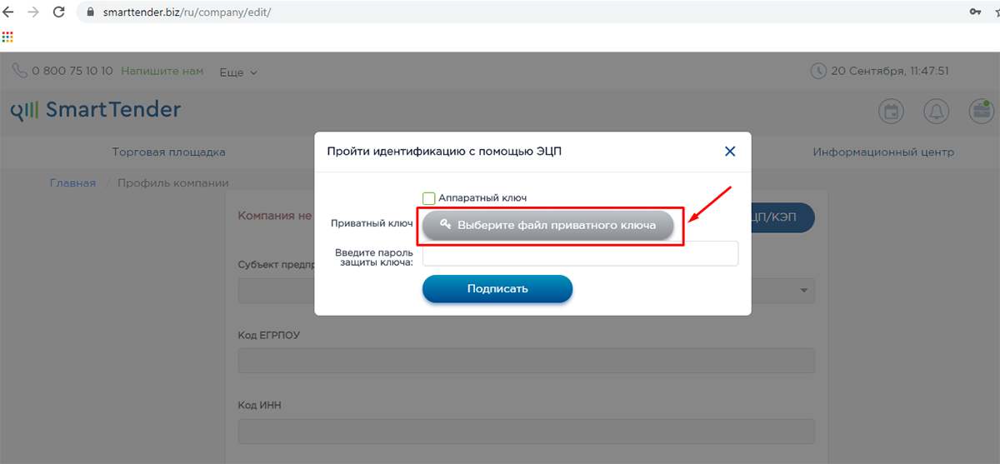 smarttender.biz/ru/company/edit/
0 800 75 10 10 Напишите нам Еще
20 Сентября, 11:47:51
SmartTender
Торговая площадка
Информационный центр
Главная / Профиль компании
Пройти идентификацию с помощью ЭЦП
Аппаратный ключ
Компания не
Приватный ключ
Выберите файл приватного ключа
ЦП/КЭП
Введите пароль
защиты ключа:
Субъект предпр
Подписать
Код ЕГРПОУ
Код ИНН